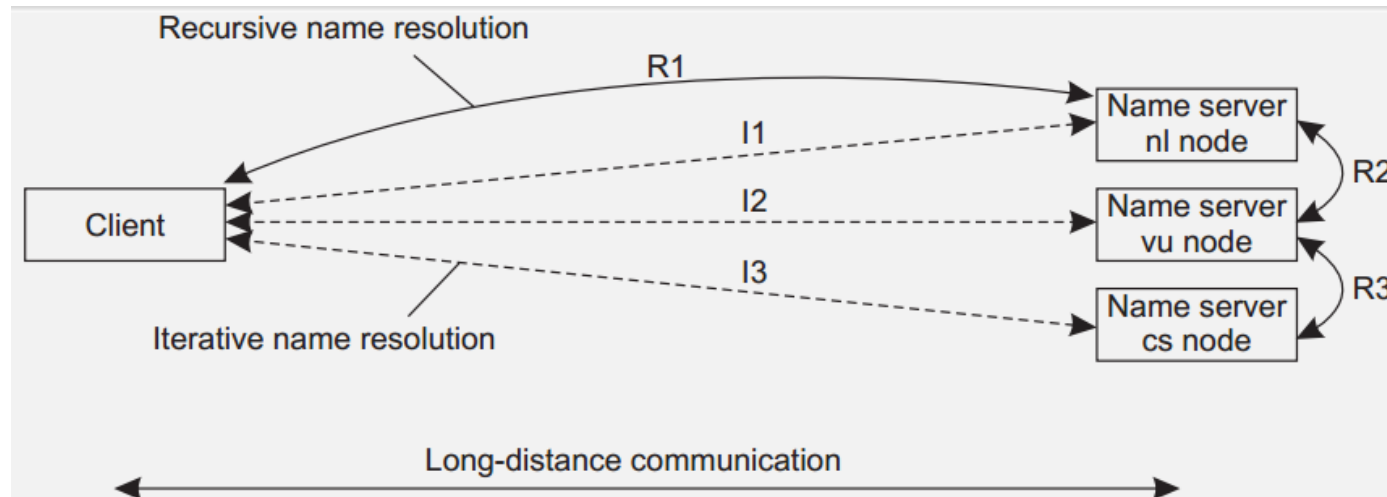 Recursive name resolution
R1
Name server
nl node
I1
R2
I2
Client
Name server
vu node
I3
R3
Name server
cs node
Iterative name resolution
Long-distance communication